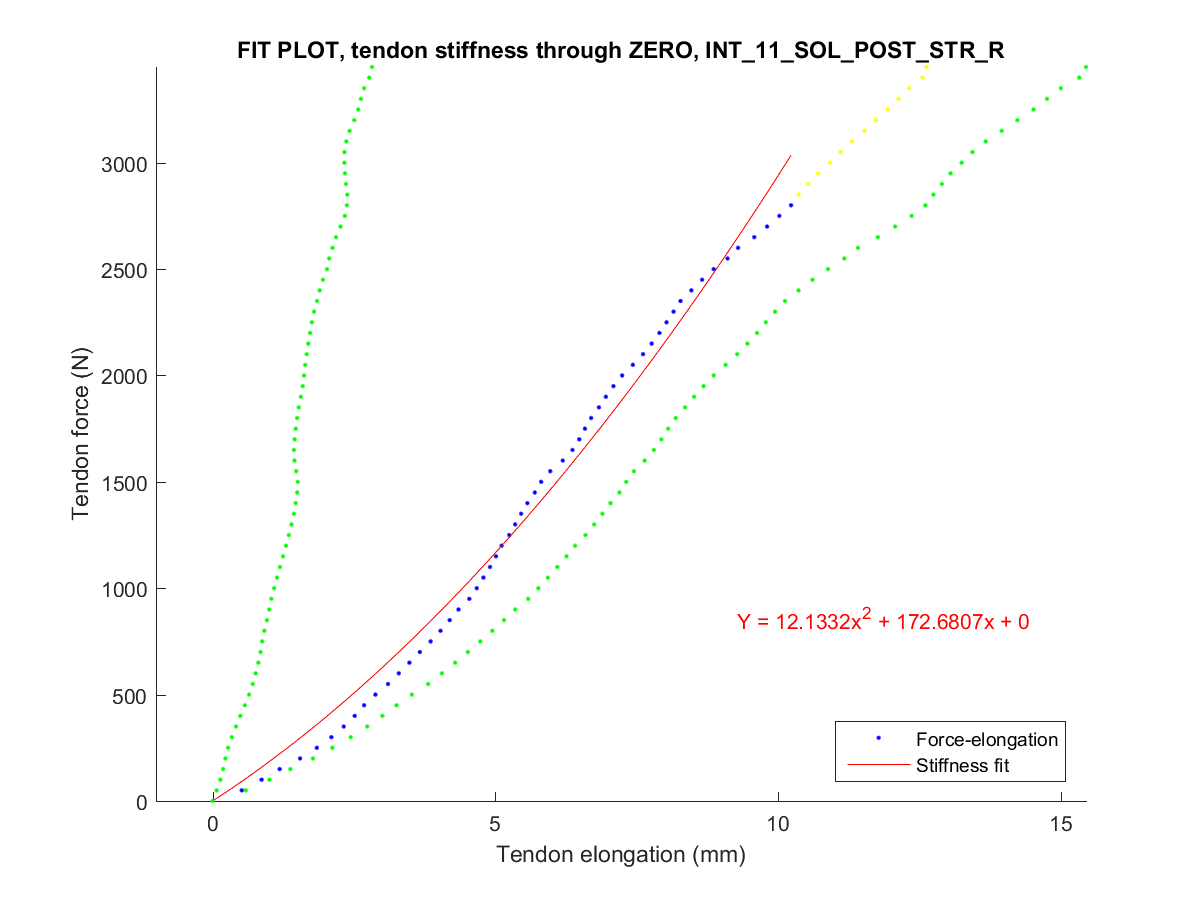 FIT PLOT, tendon stiffness through ZERO, INT_11_SOL_POST_STR_R
3000
2500
2000
1500
1000
500
0
Tendon force (N)
Y = 12.1332x² + 172.6807x + 0
Force-elongation
Stiffness fit
0 5 10 15
Tendon elongation (mm)